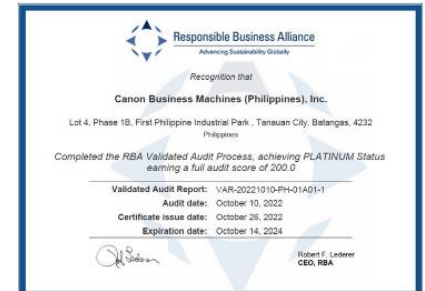 Responsible Business Alliance
Advancing Sustainability Globally
Recognition that
Canon Business Machines (Philippines), Inc.
Lot 4, Phase 1B, First Philippine Industrial Park , Tanauan City, Batangas, 4232
Philippines
Completed the RBA Validated Audit Process, achieving PLATINUM Status
earning a full audit score of 200.0
Validated Audit Report: VAR-20221010-PH-01A01-1
Audit date: October 10, 2022
Certificate issue date: October 26, 2022
Expiration date: October 14, 2024
Robert F. Lederer
CEO, RBA